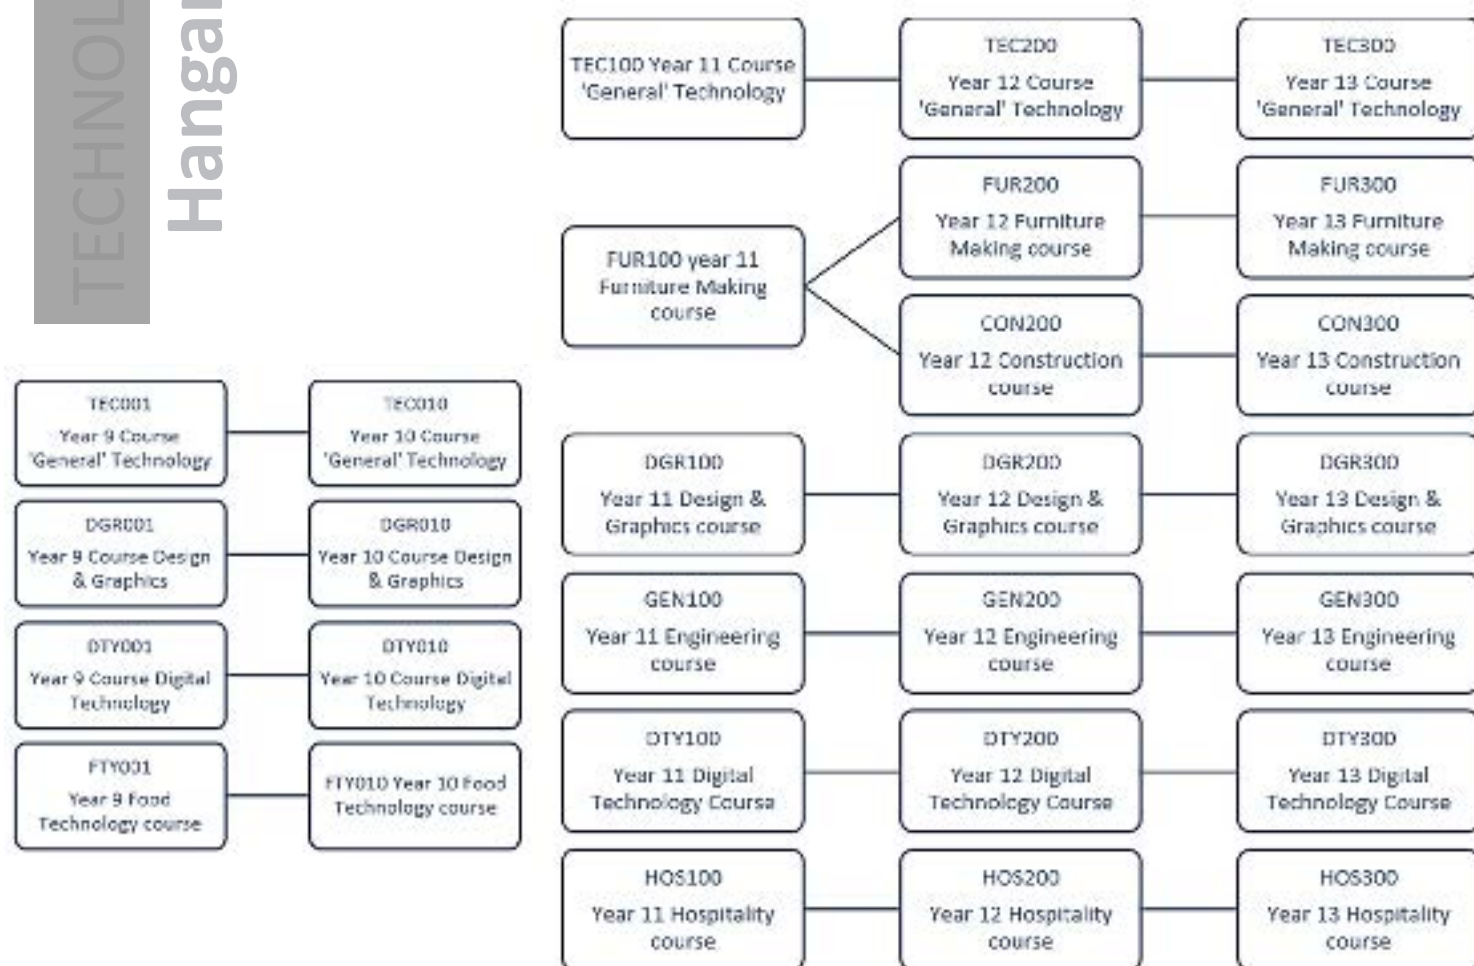 TECHNOL
Hangar
TEC100 Year 11 Course
'General' Technology
TEC200
Year 12 Course
'General' Technology
TEC300
Year 13 Course
'General' Technology
FUR100 year 11
Furniture Making
course
FUR200
Year 12 Furniture
Making course
FUR300
Year 13 Furniture
Making course
CON200
Year 12 Construction
course
CON300
Year 13 Construction
course
TEC001
Year 9 Course
'General' Technology
TEC010
Year 10 Course
'General' Technology
DGR001
Year 9 Course Design
& Graphics
DGR010
Year 10 Course Design
& Graphics
DTY001
Year 9 Course Digital
Technology
DTY010
Year 10 Course Digital
Technology
FTY001
Year 9 Food
Technology course
FTY010 Year 10 Food
Technology course
DGR100
Year 11 Design &
Graphics course
DGR200
Year 12 Design &
Graphics course
DGR300
Year 13 Design &
Graphics course
GEN100
Year 11 Engineering
course
GEN200
Year 12 Engineering
course
GEN300
Year 13 Engineering
course
DTY100
Year 11 Digital
Technology Course
DTY200
Year 12 Digital
Technology Course
DTY300
Year 13 Digital
Technology Course
HOS100
Year 11 Hospitality
course
HOS200
Year 12 Hospitality
course
HOS300
Year 13 Hospitality
course